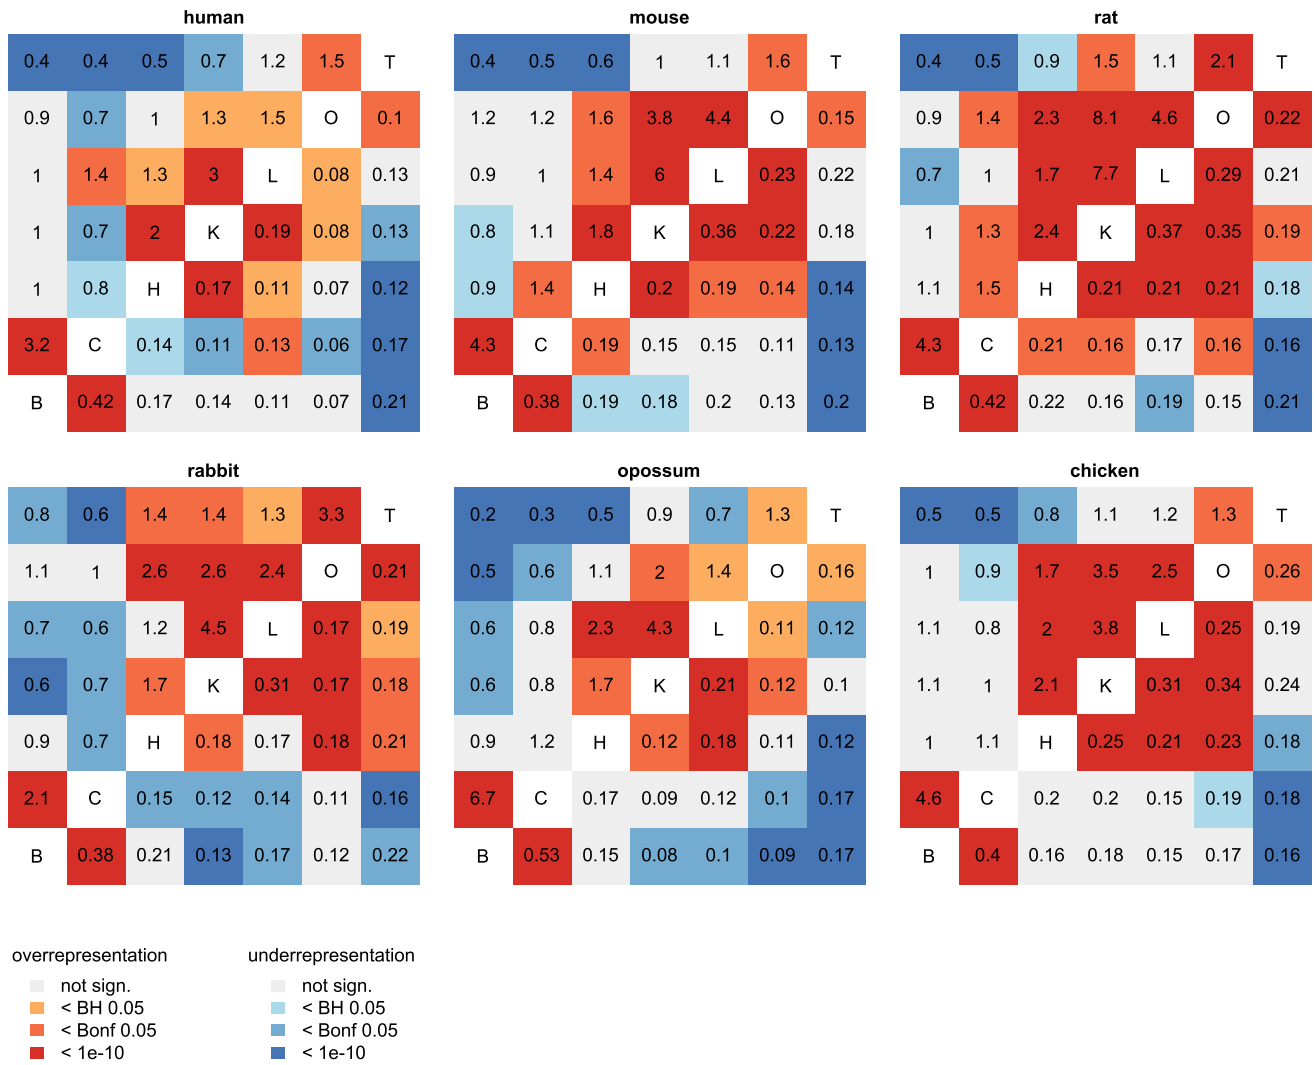 human mouse rat
0.4 0.4 0.5 0.7 1.2 1.5 T 0.4 0.5 0.6 1 1.1 1.6 T 0.4 0.5 0.9 1.5 1.1 2.1 T
0.9 0.7 1 1.3 1.5 O 0.1 1.2 1.2 1.6 3.8 4.4 O 0.15 0.9 1.4 2.3 8.1 4.6 O 0.22
1 1.4 1.3 3 L 0.08 0.13 0.9 1 1.4 6 L 0.23 0.22 0.7 1 1.7 7.7 L 0.29 0.21
1 0.7 2 K 0.19 0.08 0.13 0.8 1.1 1.8 K 0.36 0.22 0.18 1 1.3 2.4 K 0.37 0.35 0.19
1 0.8 H 0.17 0.11 0.07 0.12 0.9 1.4 H 0.2 0.19 0.14 0.14 1.1 1.5 H 0.21 0.21 0.21 0.18
3.2 C 0.14 0.11 0.13 0.06 0.17 4.3 C 0.19 0.15 0.15 0.11 0.13 4.3 C 0.21 0.16 0.17 0.16 0.16
B 0.42 0.17 0.14 0.11 0.07 0.21 B 0.38 0.19 0.18 0.2 0.13 0.2 B 0.42 0.22 0.16 0.19 0.15 0.21
rabbit opossum chicken
0.8 0.6 1.4 1.4 1.3 3.3 T 0.2 0.3 0.5 0.9 0.7 1.3 T 0.5 0.5 0.8 1.1 1.2 1.3 T
1.1 1 2.6 2.6 2.4 O 0.21 0.5 0.6 1.1 2 1.4 O 0.16 1 0.9 1.7 3.5 2.5 O 0.26
0.7 0.6 1.2 4.5 L 0.17 0.19 0.6 0.8 2.3 4.3 L 0.11 0.12 1.1 0.8 2 3.8 L 0.25 0.19
0.6 0.7 1.7 K 0.31 0.17 0.18 0.6 0.8 1.7 K 0.21 0.12 0.1 1.1 1 2.1 K 0.31 0.34 0.24
0.9 0.7 H 0.18 0.17 0.18 0.21 0.9 1.2 H 0.12 0.18 0.11 0.12 1 1.1 H 0.25 0.21 0.23 0.18
2.1 C 0.15 0.12 0.14 0.11 0.16 6.7 C 0.17 0.09 0.12 0.1 0.17 4.6 C 0.2 0.2 0.15 0.19 0.18
B 0.38 0.21 0.13 0.17 0.12 0.22 B 0.53 0.15 0.08 0.1 0.09 0.17 B 0.4 0.16 0.18 0.15 0.17 0.16
overrepresentation underrepresentation
not sign. not sign.
< BH 0.05 < BH 0.05
< Bonf 0.05 < Bonf 0.05
< 1e-10 < 1e-10